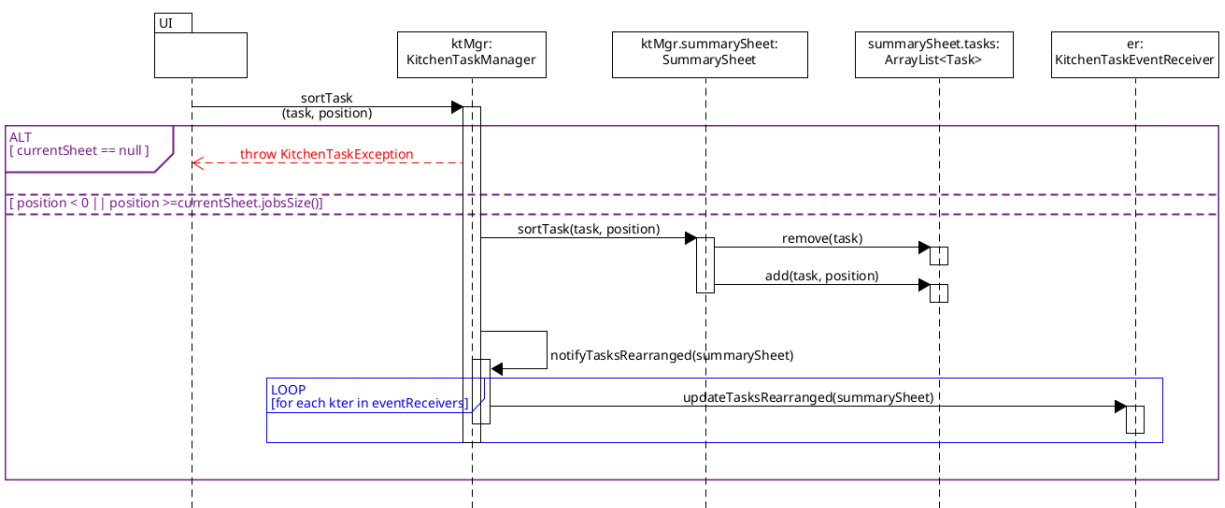 UI
ktMgr:
KitchenTaskManager
ktMgr.summarySheet:
SummarySheet
summarySheet.tasks:
ArrayList<Task>
er:
KitchenTaskEventReceiver
sortTask
(task, position)
ALT
[ currentSheet == null ]
throw KitchenTaskException
[ position < 0 || position >=currentSheet.jobsSize()]
sortTask(task, position)
remove(task)
add(task, position)
notifyTasksRearranged(summarySheet)
LOOP
[for each kter in eventReceivers]
updateTasksRearranged(summarySheet)